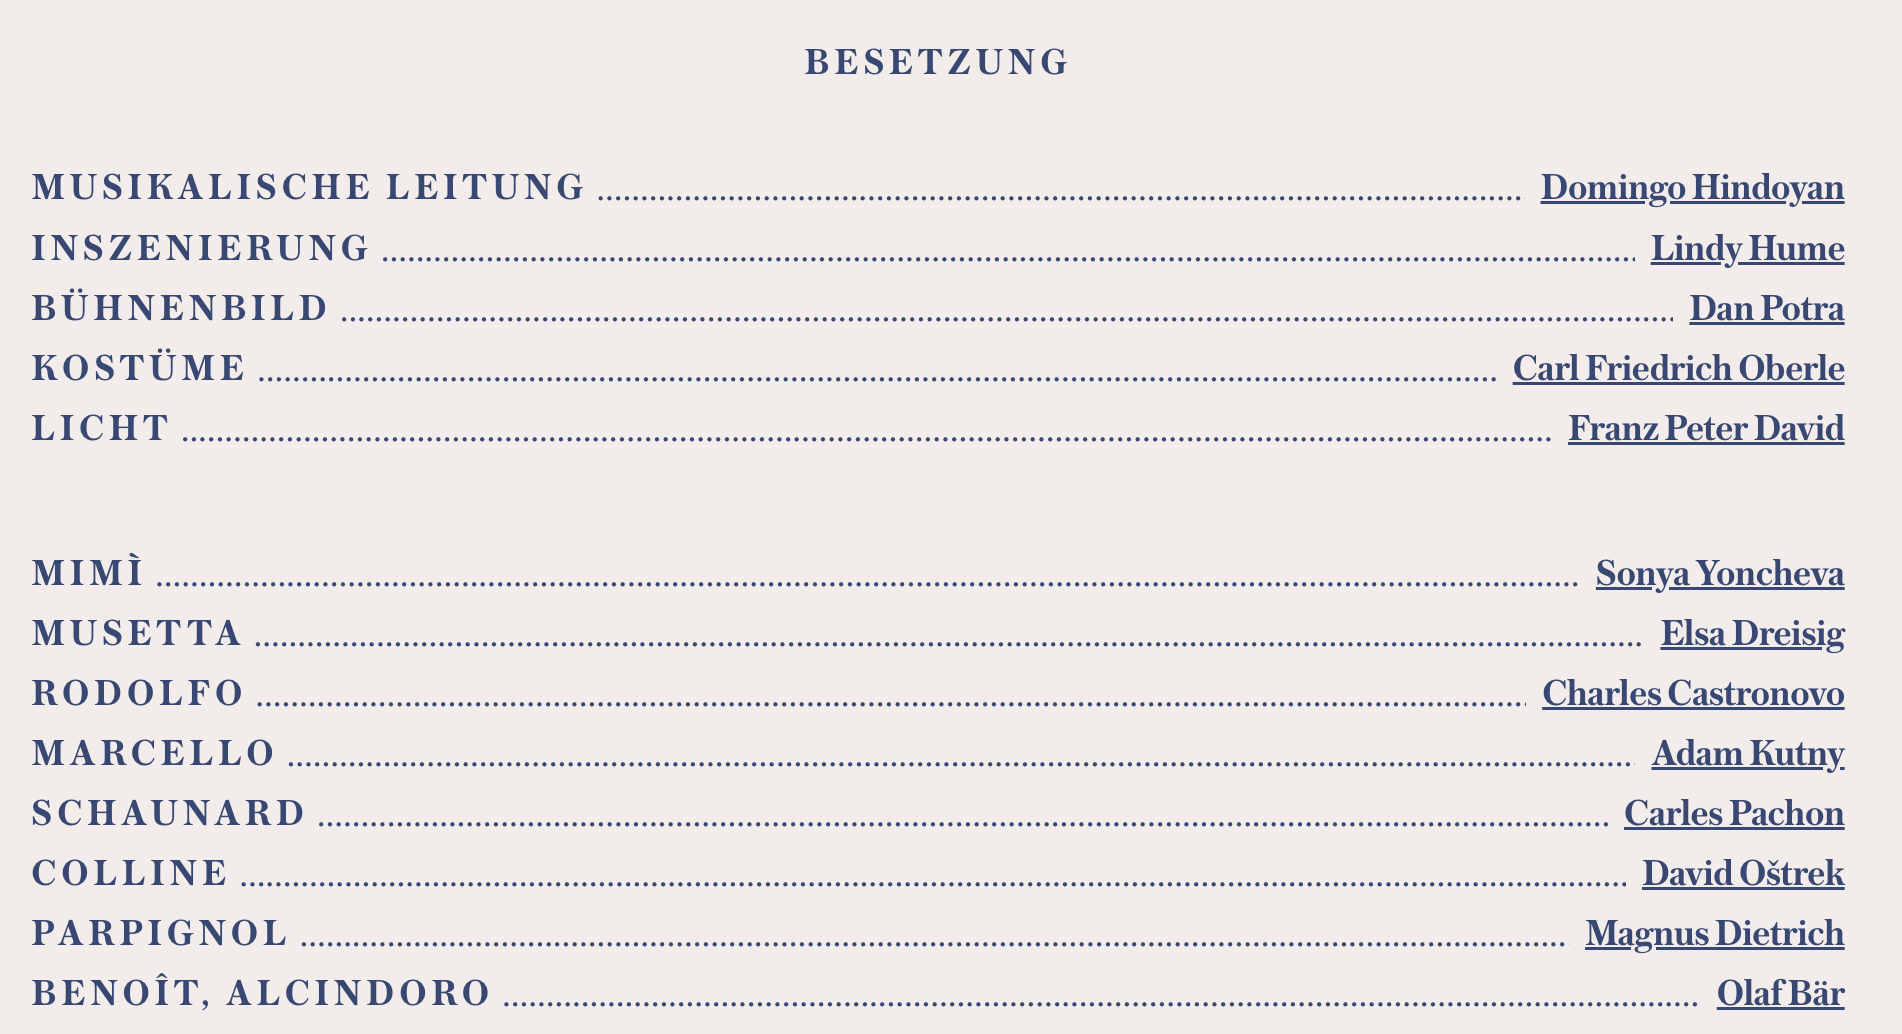 BESETZUNG
MUSIKALISCHE LEITUNG Domingo Hindoyan
INSZENIERUNG Lindy Hume
BÜHNENBILD Dan Potra
KOSTÜME Carl Friedrich Oberle
LICHT Franz Peter David
MIMÌ Sonya Yoncheva
MUSETTA Elsa Dreisig
RODOLFO Charles Castronovo
MARCELLO Adam Kutny
SCHAUNARD Carles Pachon
COLLINE David Oštrek
PARPIGNOL Magnus Dietrich
BENOÎT, ALCINDORO Olaf Bär